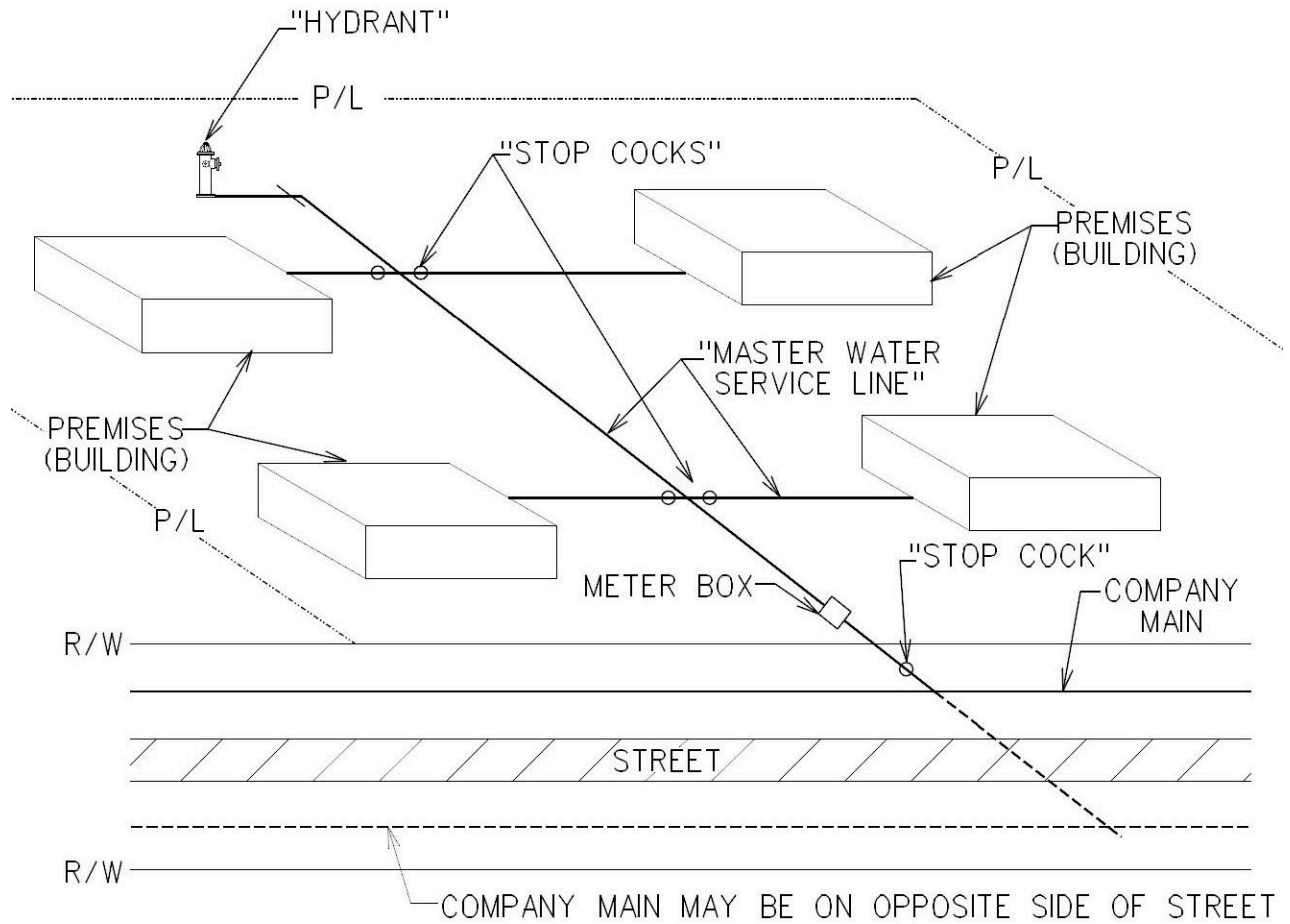 "HYDRANT"
P/L
"STOP COCKS"
P/L
PREMISES
(BUILDING)
"MASTER WATER
SERVICE LINE"
PREMISES
(BUILDING)
P/L
"STOP COCK"
METER BOX
COMPANY
MAIN
R/W
STREET
R/W
COMPANY MAIN MAY BE ON OPPOSITE SIDE OF STREET